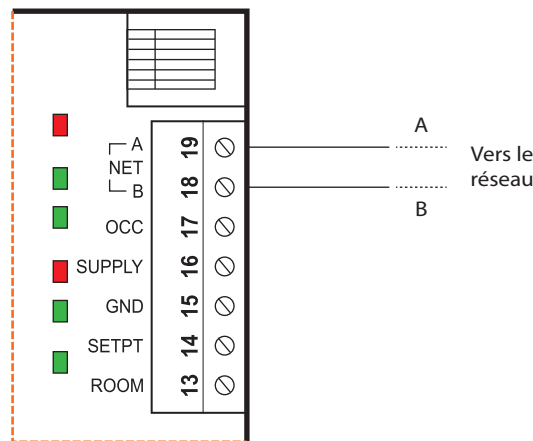 A 19 A
NET
B 18 B
Vers le
réseau
OCC 17
SUPPLY 16
GND 15
SETPT 14
ROOM 13